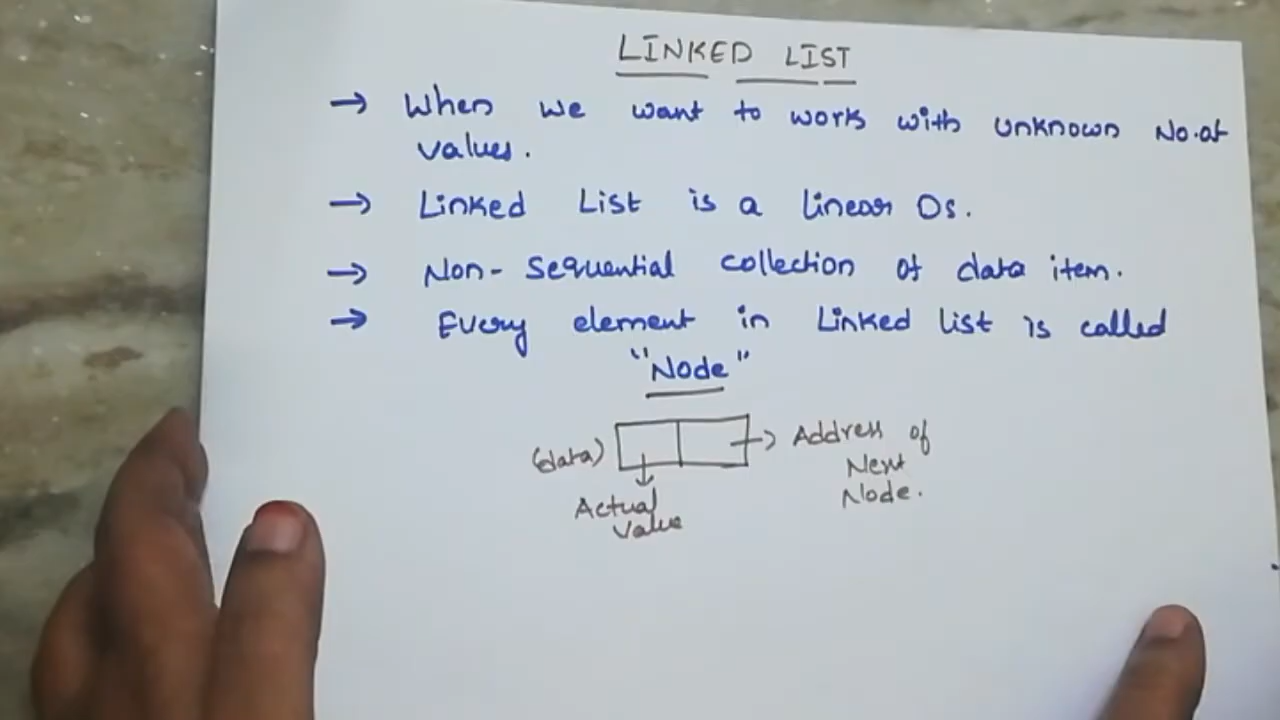 LINKED LIST
→ When we want to work with unknown No.of
values.
→ Linked List is a linear Ds.
→ Non-Sequential collection of data item.
→ Every element in Linked list is called
"Node"
(data) → Address of
Next
Node.
Actual
Value